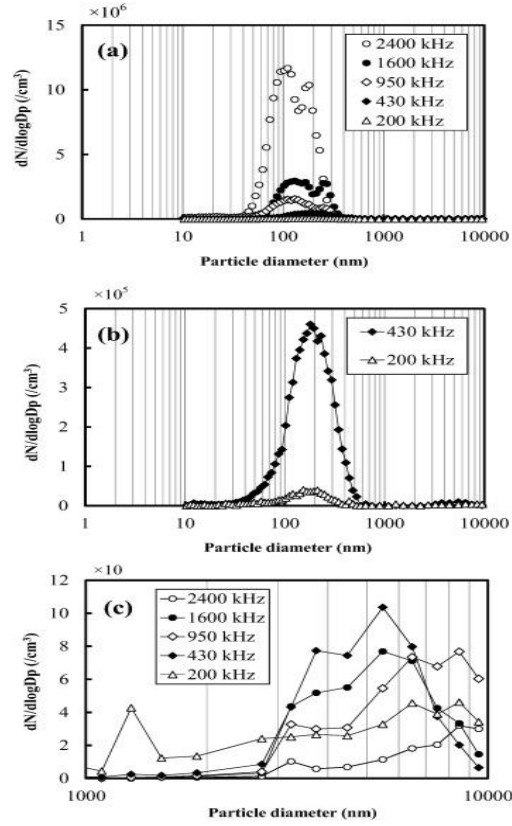 ×10⁶
(a)
2400 kHz
1600 kHz
950 kHz
430 kHz
200 kHz
dN/dlogDp (/cm³)
15
10
5
0
1 10 100 1000 10000
Particle diameter (nm)
×10⁵
(b)
430 kHz
200 kHz
dN/dlogDp (/cm³)
5
4
3
2
1
0
1 10 100 1000 10000
Particle diameter (nm)
×10
(c)
2400 kHz
1600 kHz
950 kHz
430 kHz
200 kHz
dN/dlogDp (/cm³)
12
10
8
6
4
2
0
1000 10000
Particle diameter (nm)